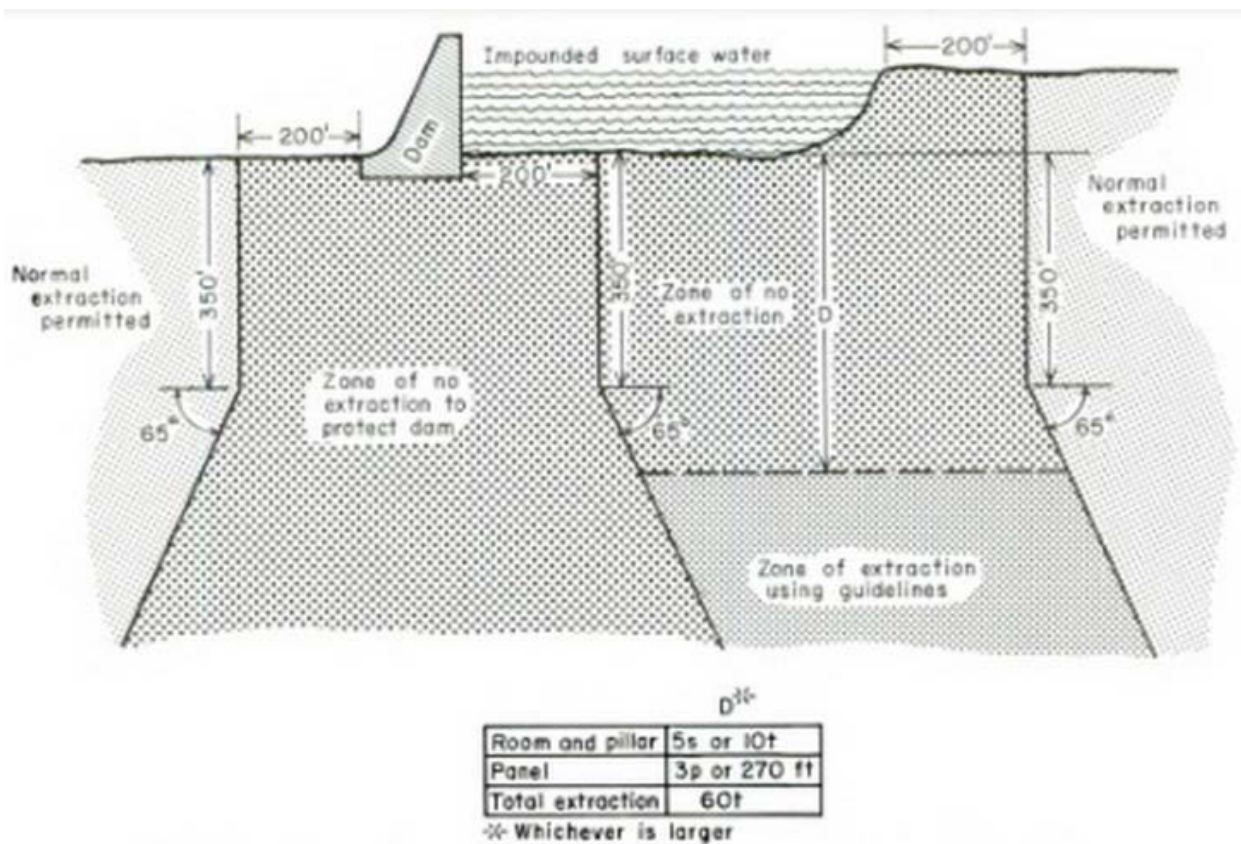 200'
Impounded surface water
200'
Dam
200'
Normal
extraction
permitted
Normal
extraction
permitted
350'
350'
Zone of no
extraction
D
350'
Zone of no
extraction to
protect dam
65°
65°
65°
Zone of extraction
using guidelines
D*
Room and pillar 5s or 10t
Panel 3p or 270 ft
Total extraction 60t
* Whichever is larger